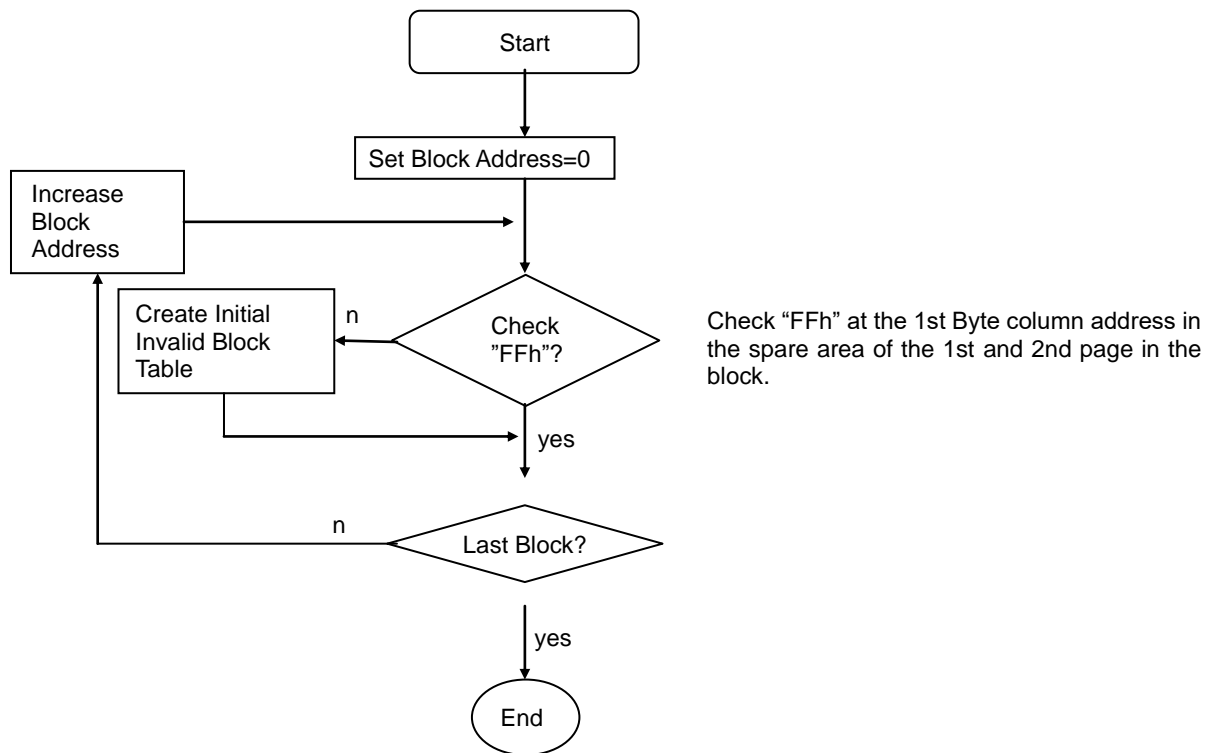 Start
Set Block Address=0
Increase
Block
Address
Create Initial
Invalid Block
Table
n
Check
”FFh”?
Check “FFh” at the 1st Byte column address in
the spare area of the 1st and 2nd page in the
block.
yes
n
Last Block?
yes
End